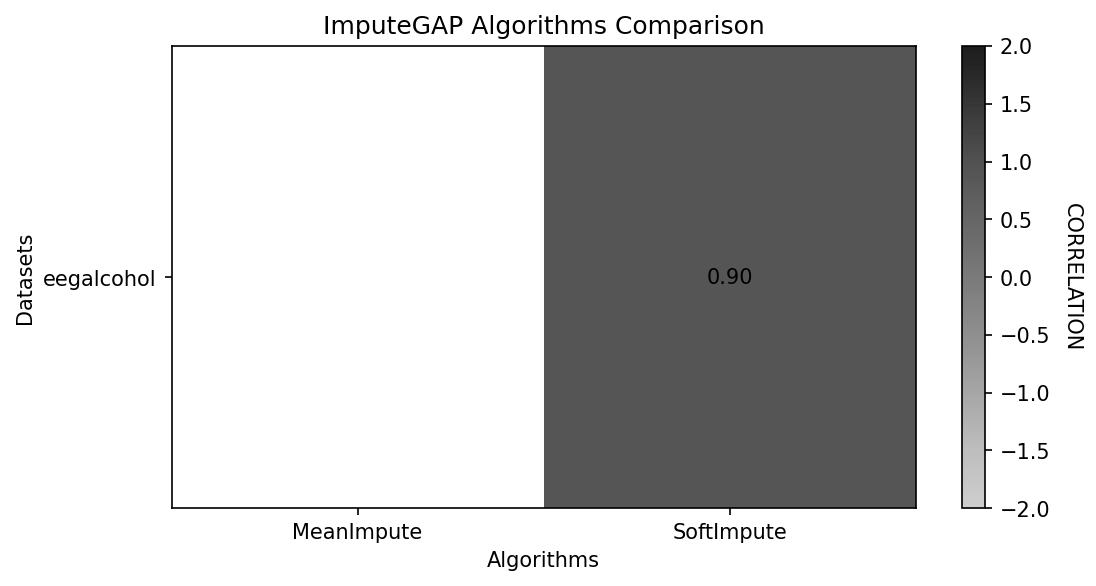 ImputeGAP Algorithms Comparison
Datasets
eegalcohol
0.90
MeanImpute
SoftImpute
Algorithms
2.0
1.5
1.0
0.5
0.0
−0.5
−1.0
−1.5
−2.0
CORRELATION